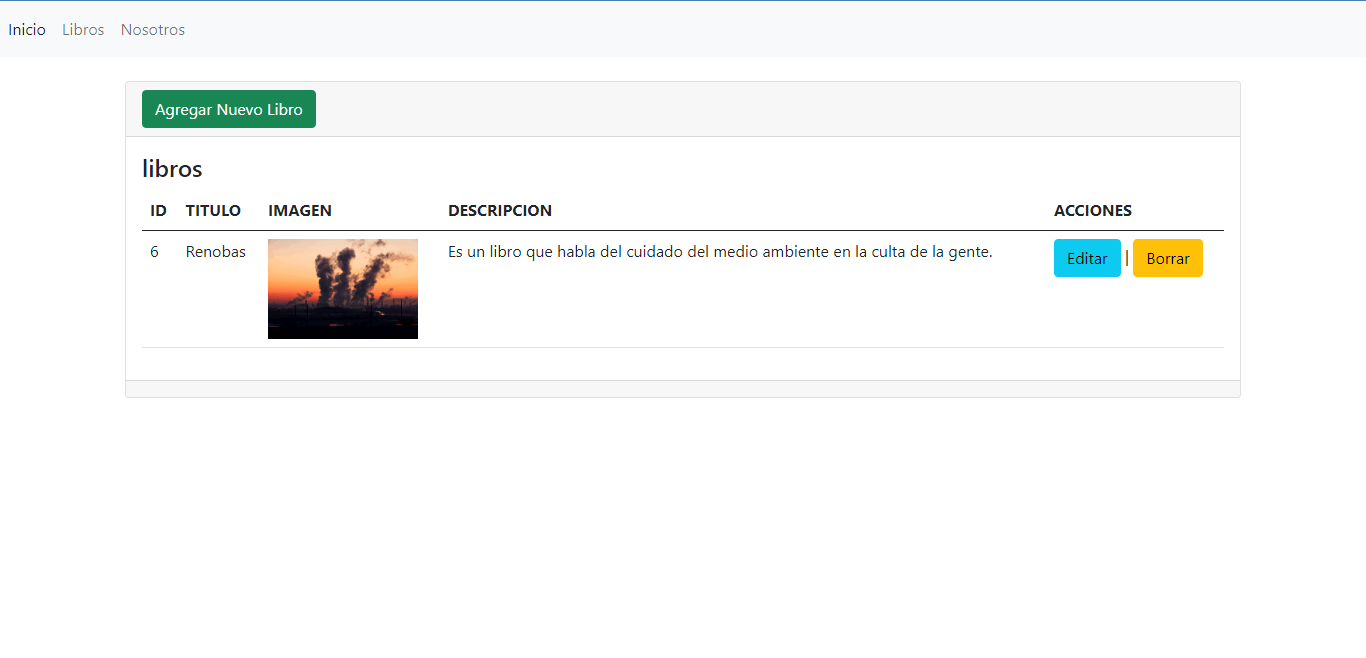 Inicio Libros Nosotros
Agregar Nuevo Libro
libros
ID TITULO IMAGEN DESCRIPCION ACCIONES
6 Renobas Es un libro que habla del cuidado del medio ambiente en la culta de la gente. Editar | Borrar